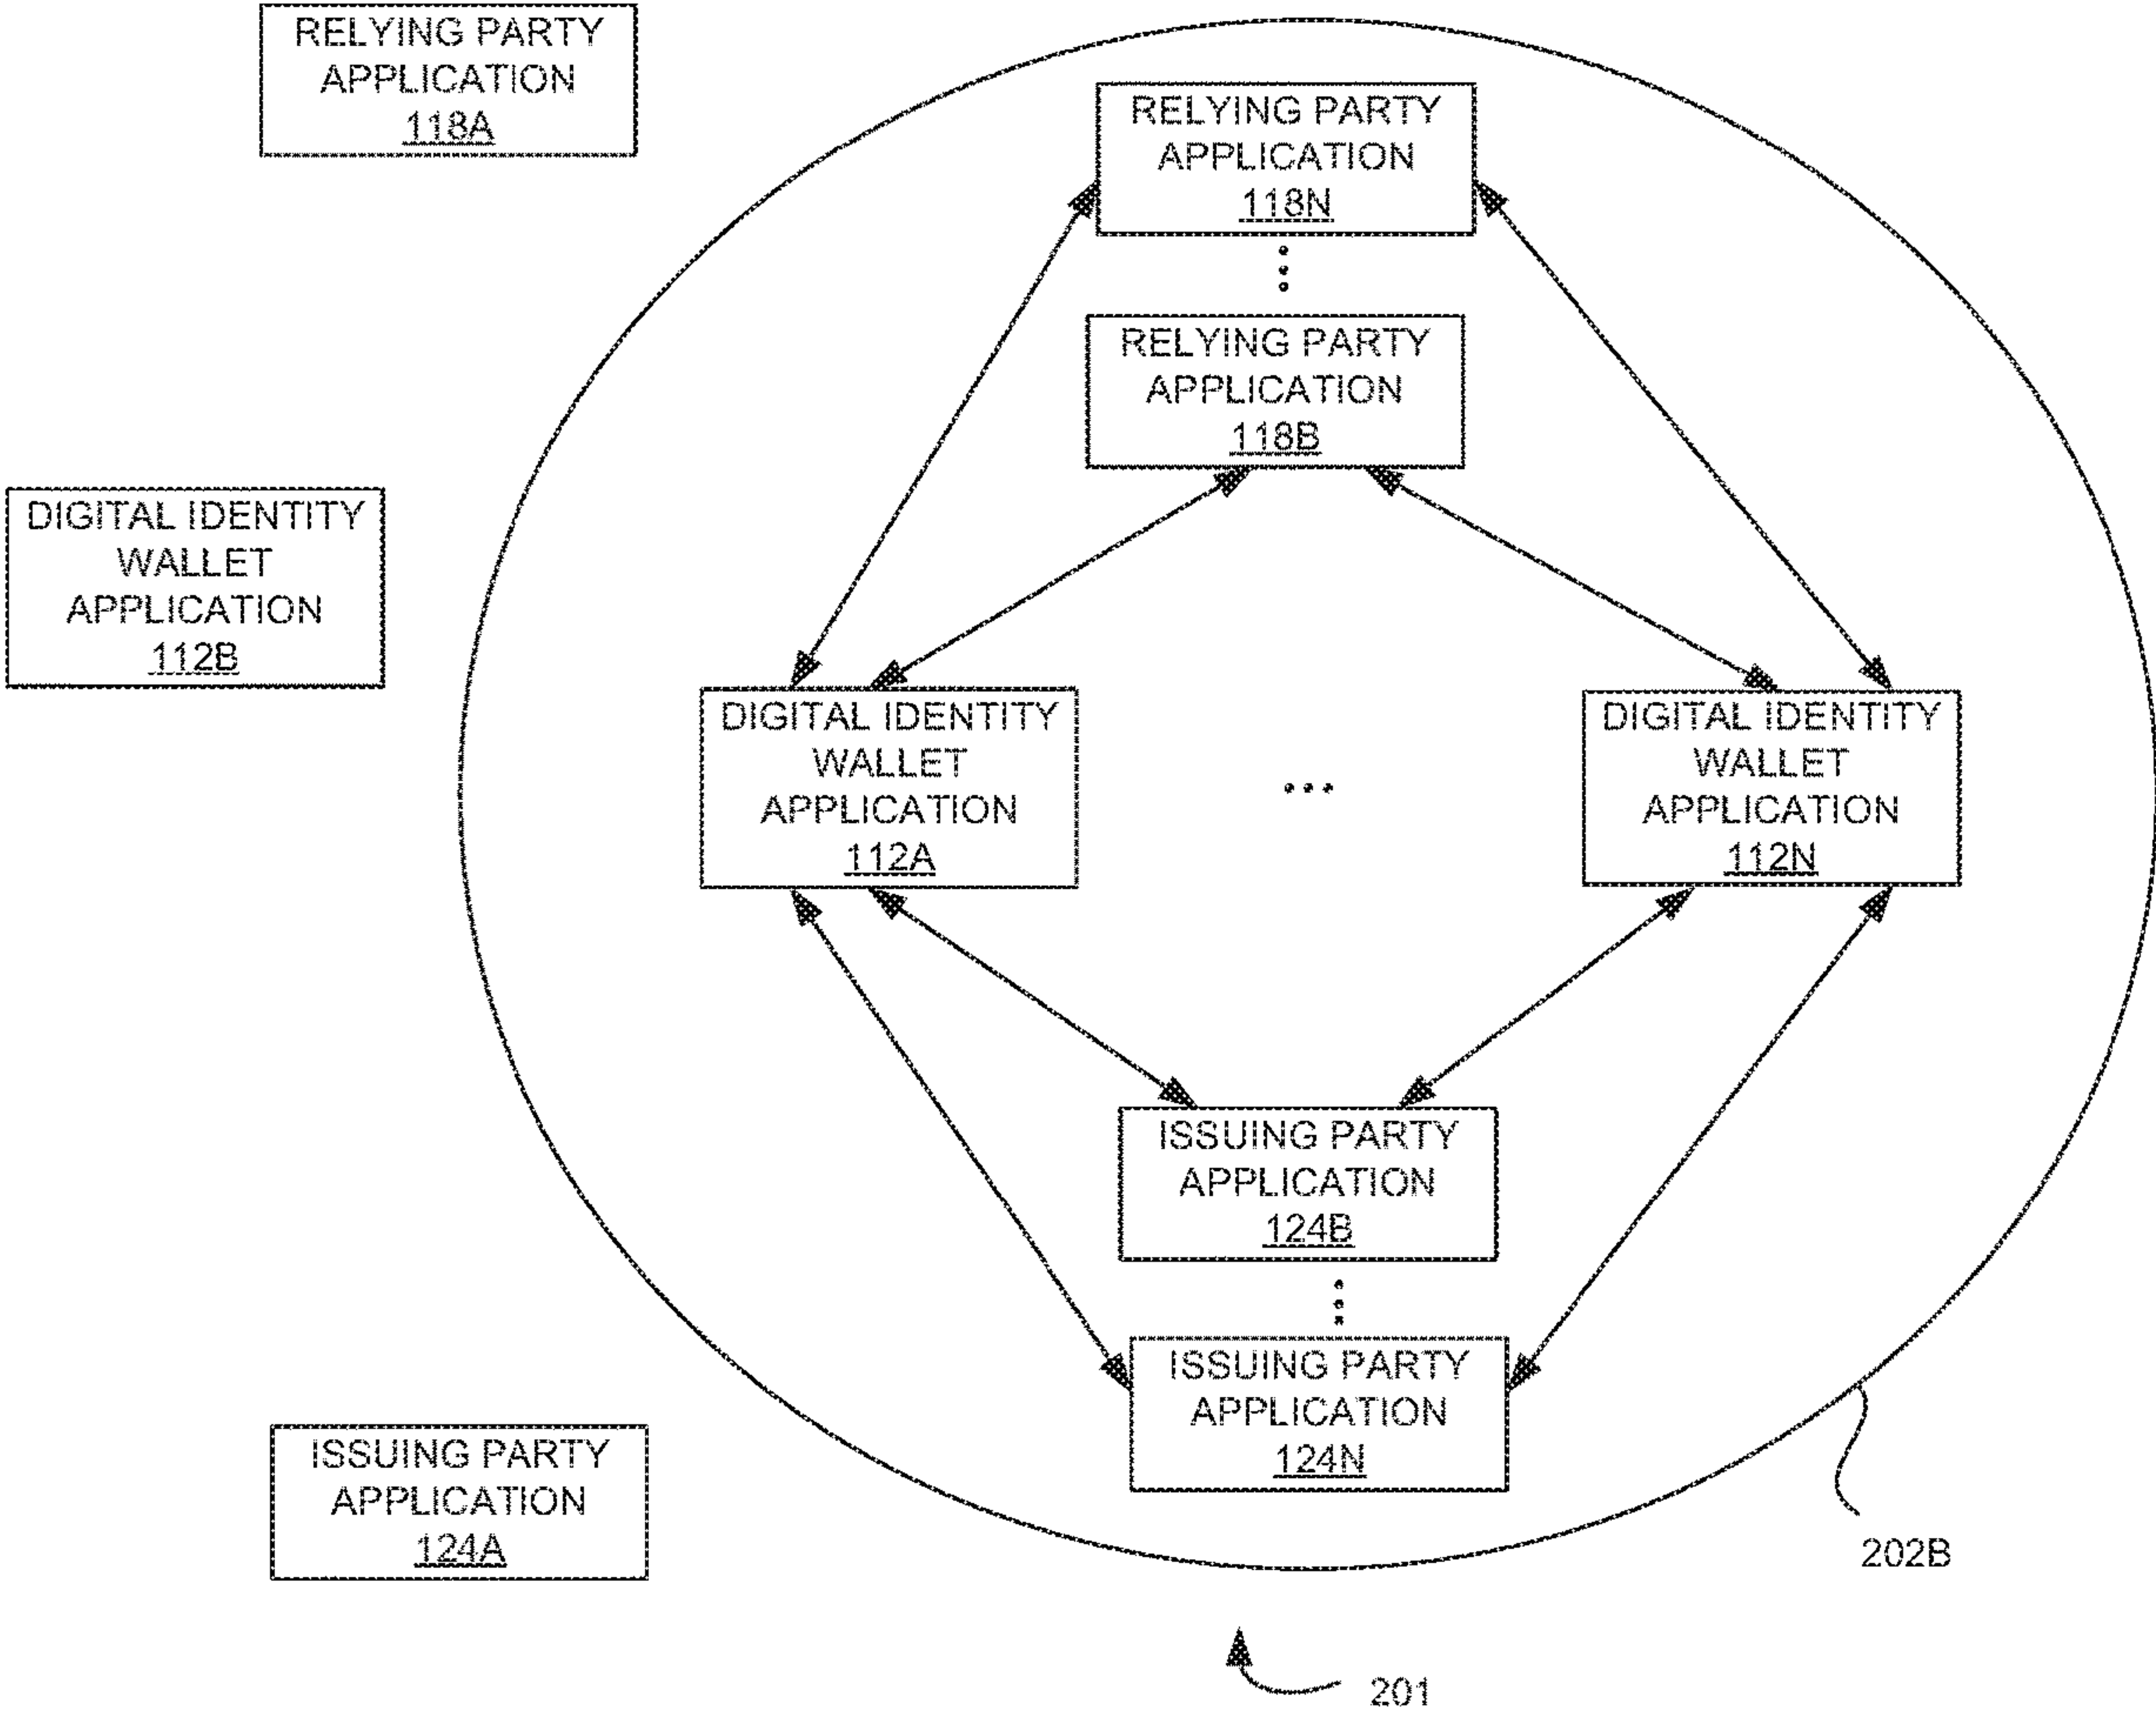 RELYING PARTY
APPLICATION
118A
RELYING PARTY
APPLICATION
118N
RELYING PARTY
APPLICATION
118B
DIGITAL IDENTITY
WALLET
APPLICATION
112B
DIGITAL IDENTITY
WALLET
APPLICATION
112A
DIGITAL IDENTITY
WALLET
APPLICATION
112N
ISSUING PARTY
APPLICATION
124B
ISSUING PARTY
APPLICATION
124N
ISSUING PARTY
APPLICATION
124A
202B
201